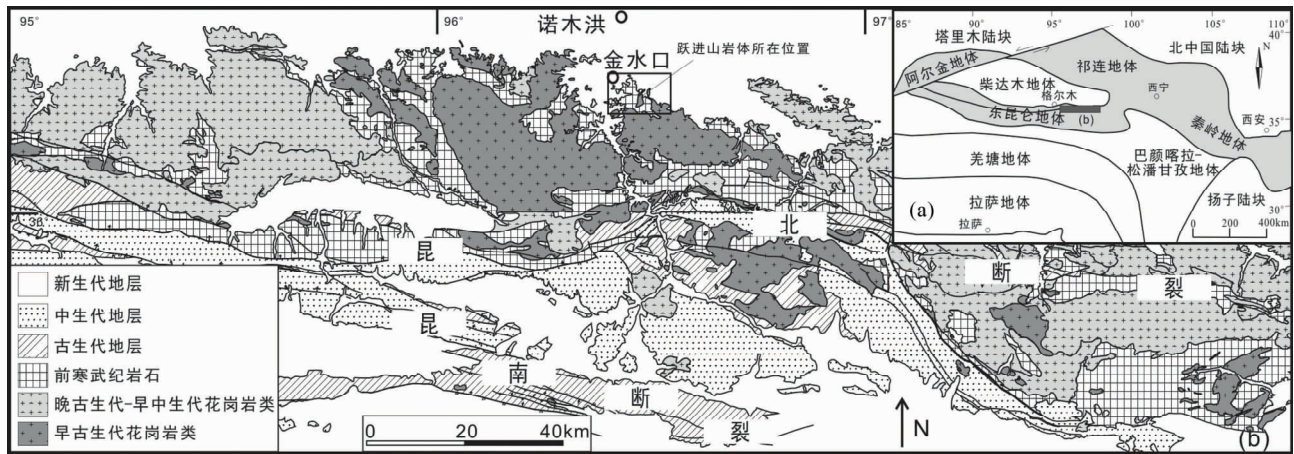 95°
96°
97°
诺木洪
跃进山岩体所在位置
金水口
36
昆
北
断
裂
昆
南
断
裂
新生代地层
中生代地层
古生代地层
前寒武纪岩石
晚古生代-早中生代花岗岩类
早古生代花岗岩类
0 20 40km
N
(b)
85° 90° 95° 100° 105° 110°
40°
塔里木陆块
北中国陆块
N
阿尔金地体
祁连地体
柴达木地体
格尔木
西宁
东昆仑地体
(b)
西安
35°
秦岭地体
羌塘地体
巴颜喀拉-
松潘甘孜地体
拉萨地体
扬子陆块
(a)
拉萨
30°
0 200 400km